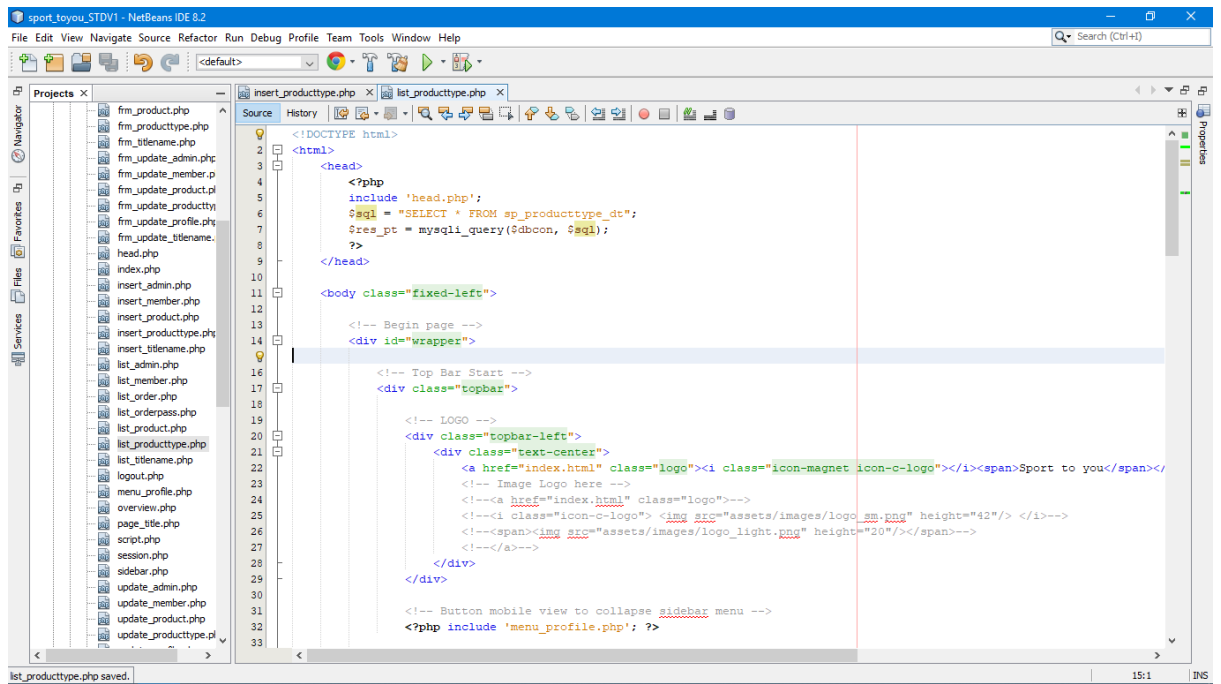 sport_toyou_STDV1 - NetBeans IDE 8.2
File Edit View Navigate Source Refactor Run Debug Profile Team Tools Window Help
Search (Ctrl+I)
<default>
Projects
insert_producttype.php
list_producttype.php
Navigator
Favorites
Files
Services
frm_product.php
frm_producttype.php
frm_titlename.php
frm_update_admin.php
frm_update_member.p
frm_update_product.pl
frm_update_producttyp
frm_update_profile.php
frm_update_titlename.
head.php
index.php
insert_admin.php
insert_member.php
insert_product.php
insert_producttype.php
insert_titlename.php
list_admin.php
list_member.php
list_order.php
list_orderpass.php
list_product.php
list_producttype.php
list_titlename.php
logout.php
menu_profile.php
overview.php
page_title.php
script.php
session.php
sidebar.php
update_admin.php
update_member.php
update_product.php
update_producttype.pl
Source History
<!DOCTYPE html>
2 <html>
3 <head>
4 <?php
5 include 'head.php';
6 $sql = "SELECT * FROM sp_producttype_dt";
7 $res_pt = mysqli_query($dbcon, $sql);
8 ?>
9 </head>
10
11 <body class="fixed-left">
12
13 <!-- Begin page -->
14 <div id="wrapper">
16 <!-- Top Bar Start -->
17 <div class="topbar">
18
19 <!-- LOGO -->
20 <div class="topbar-left">
21 <div class="text-center">
22 <a href="index.html" class="logo"><i class="icon-magnet icon-c-logo"></i><span>Sport to you</span></
23 <!-- Image Logo here -->
24 <!--<a href="index.html" class="logo">-->
25 <!--<i class="icon-c-logo"> <img src="assets/images/logo_sm.png" height="42"/> </i>-->
26 <!--<span><img src="assets/images/logo_light.png" height="20"/></span>-->
27 <!--</a>-->
28 </div>
29 </div>
30
31 <!-- Button mobile view to collapse sidebar menu -->
32 <?php include 'menu_profile.php'; ?>
33
Properties
list_producttype.php saved.
15:1 INS